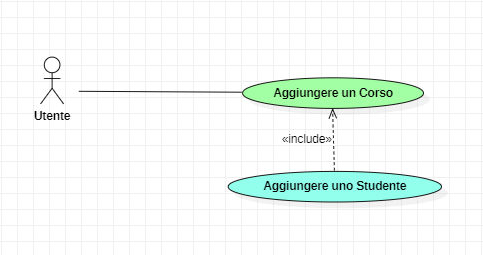 Aggiungere un Corso
Utente
«include»
Aggiungere uno Studente